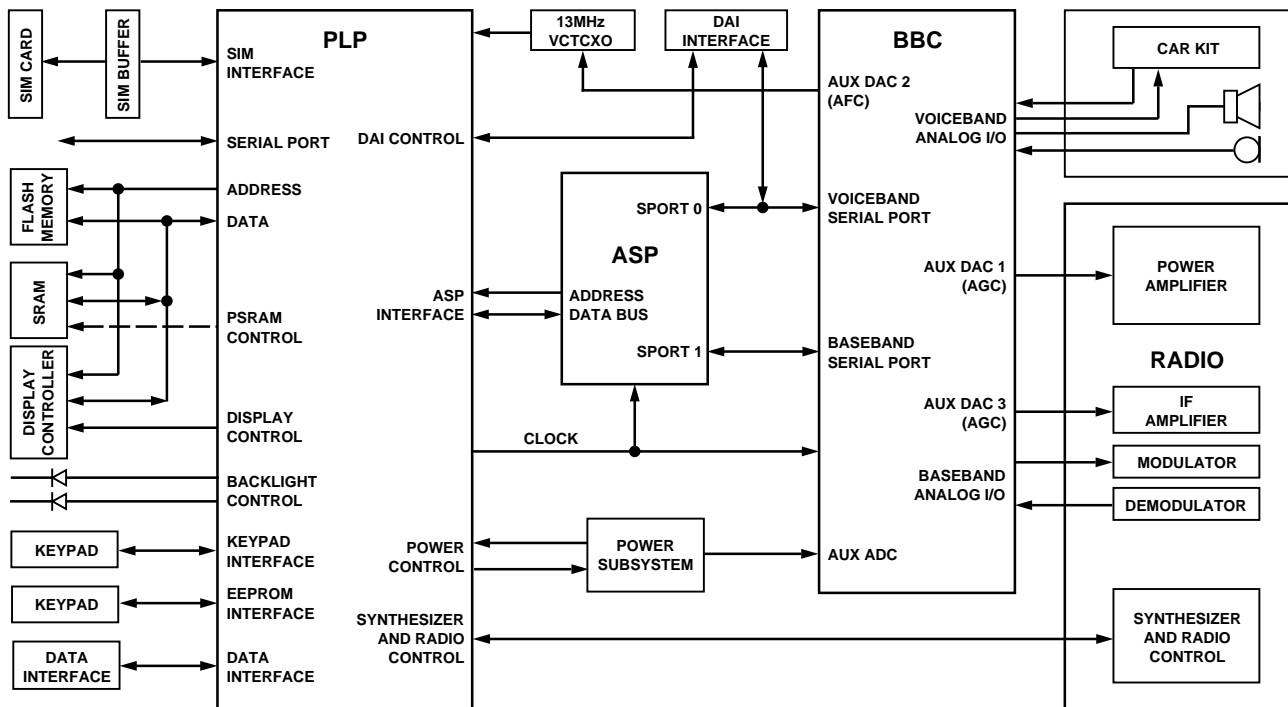 SIM CARD
SIM BUFFER
PLP
SIM
INTERFACE
SERIAL PORT
DAI CONTROL
FLASH
MEMORY
ADDRESS
DATA
SRAM
PSRAM
CONTROL
ASP
INTERFACE
DISPLAY
CONTROLLER
DISPLAY
CONTROL
BACKLIGHT
CONTROL
KEYPAD
KEYPAD
INTERFACE
KEYPAD
EEPROM
INTERFACE
DATA
INTERFACE
DATA
INTERFACE
POWER
CONTROL
SYNTHESIZER
AND RADIO
CONTROL
13MHz
VCTCXO
DAI
INTERFACE
SPORT 0
ASP
ADDRESS
DATA BUS
SPORT 1
CLOCK
POWER
SUBSYSTEM
BBC
AUX DAC 2
(AFC)
VOICEBAND
ANALOG I/O
VOICEBAND
SERIAL PORT
AUX DAC 1
(AGC)
BASEBAND
SERIAL PORT
AUX DAC 3
(AGC)
BASEBAND
ANALOG I/O
AUX ADC
CAR KIT
POWER
AMPLIFIER
RADIO
IF
AMPLIFIER
MODULATOR
DEMODULATOR
SYNTHESIZER
AND RADIO
CONTROL